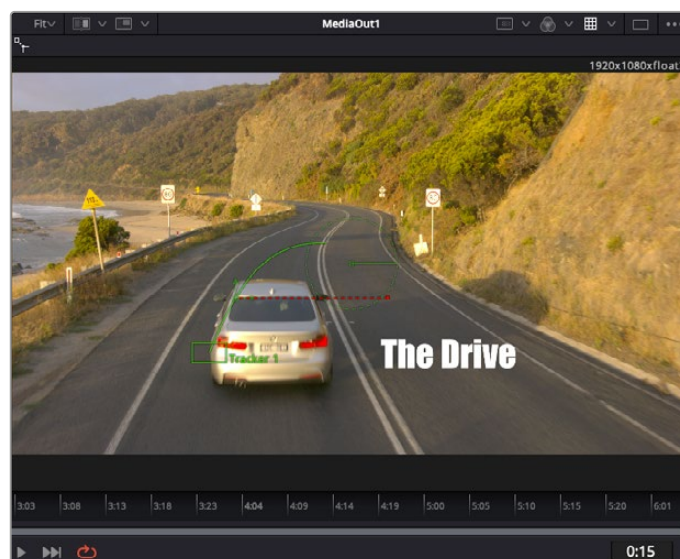 Fit
MediaOut1
1920x1080xfloat
Tracker 1
The Drive
3:03 3:08 3:13 3:18 3:23 4:04 4:09 4:14 4:19 5:00 5:05 5:10 5:15 5:20 6:01
0:15